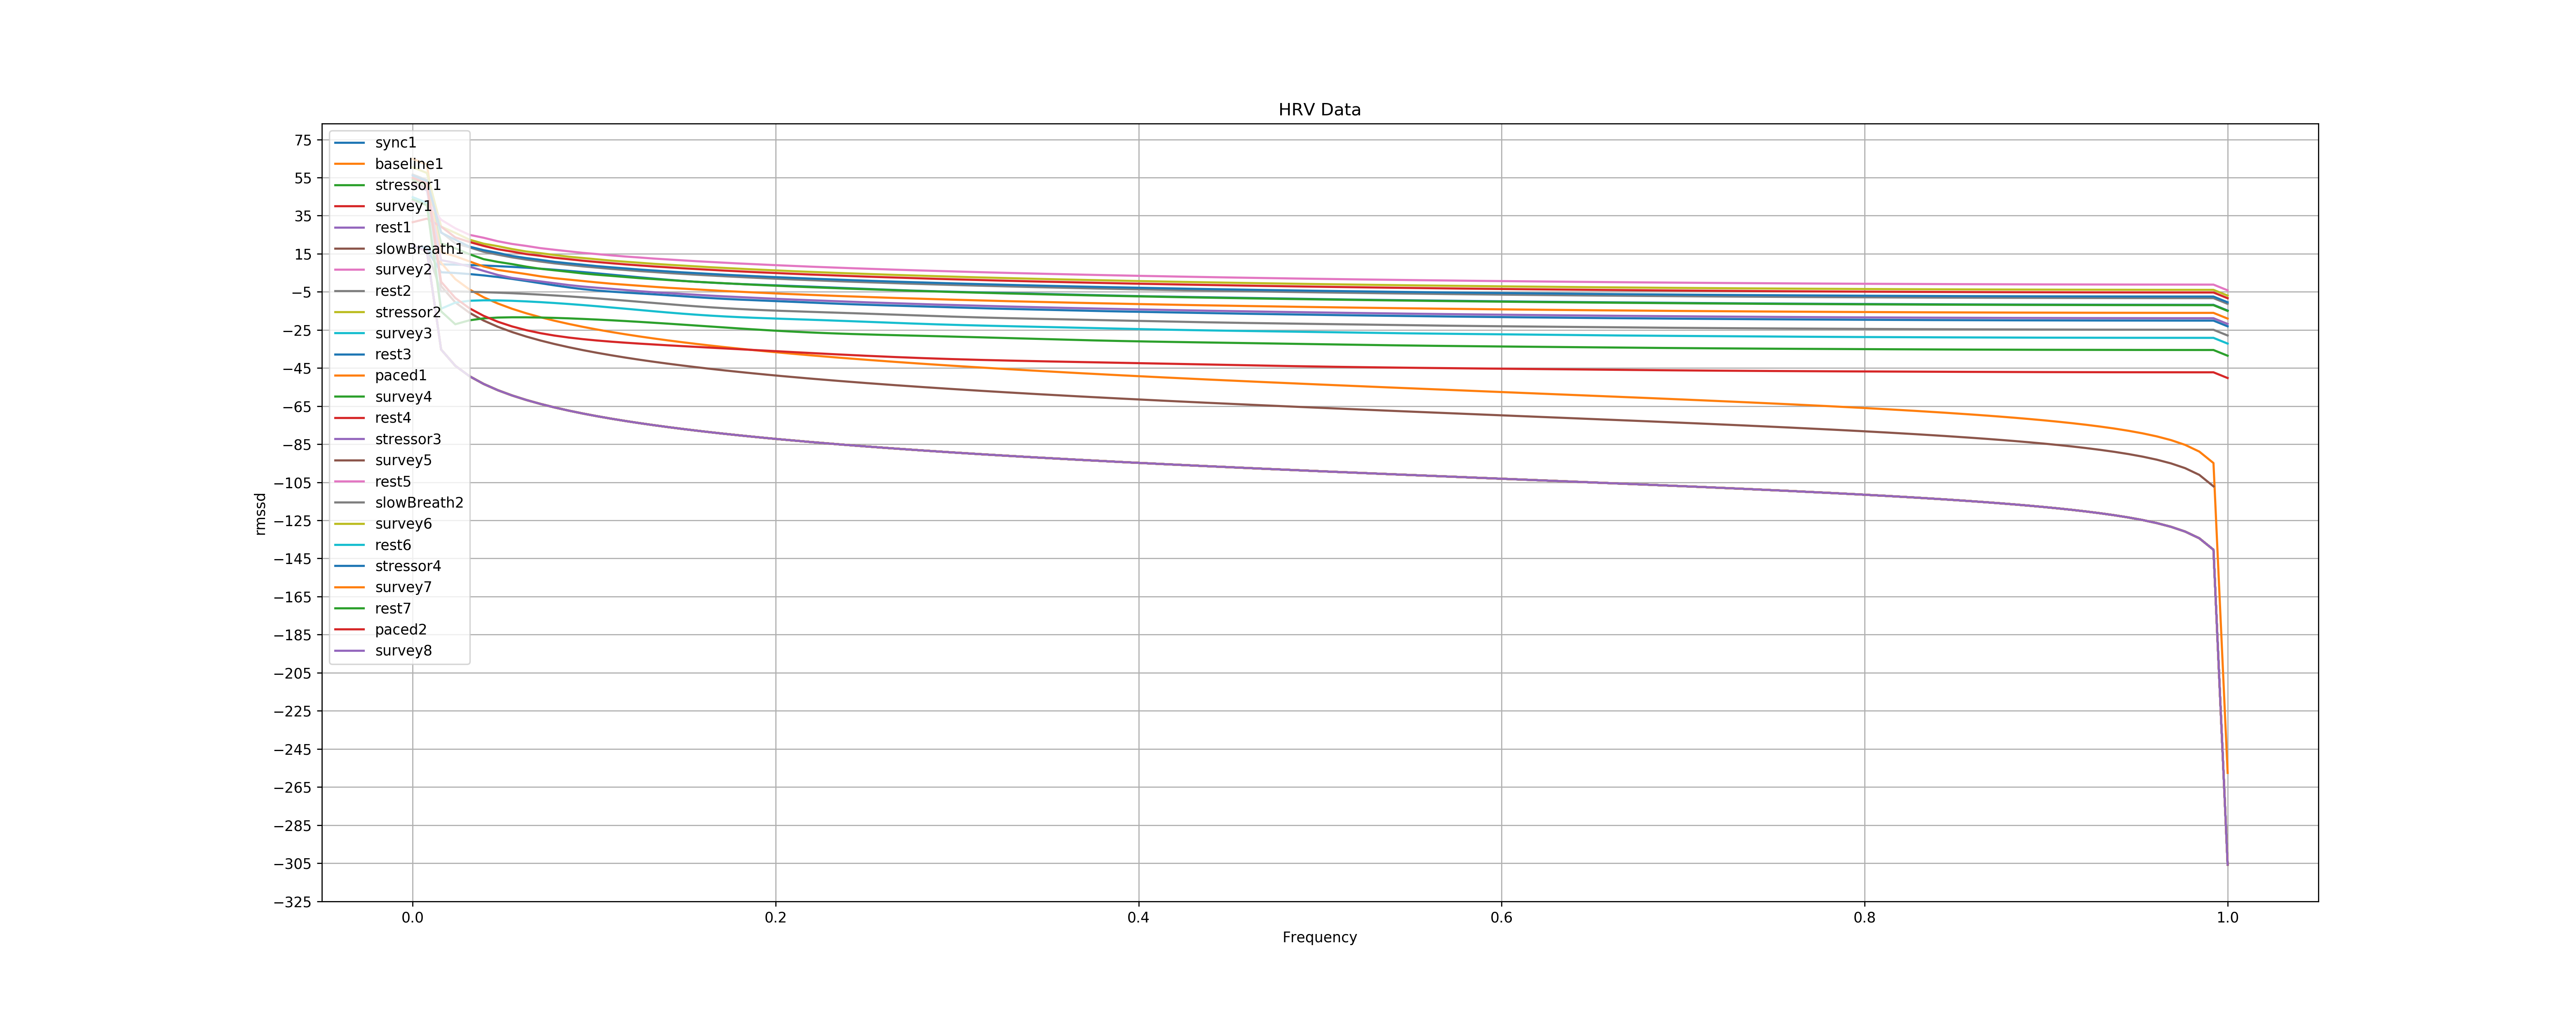 HRV Data
75
55
35
15
−5
−25
−45
−65
−85
−105
−125
−145
−165
−185
−205
−225
−245
−265
−285
−305
−325
rmssd
sync1
baseline1
stressor1
survey1
rest1
slowBreath1
survey2
rest2
stressor2
survey3
rest3
paced1
survey4
rest4
stressor3
survey5
rest5
slowBreath2
survey6
rest6
stressor4
survey7
rest7
paced2
survey8
0.0 0.2 0.4 0.6 0.8 1.0
Frequency